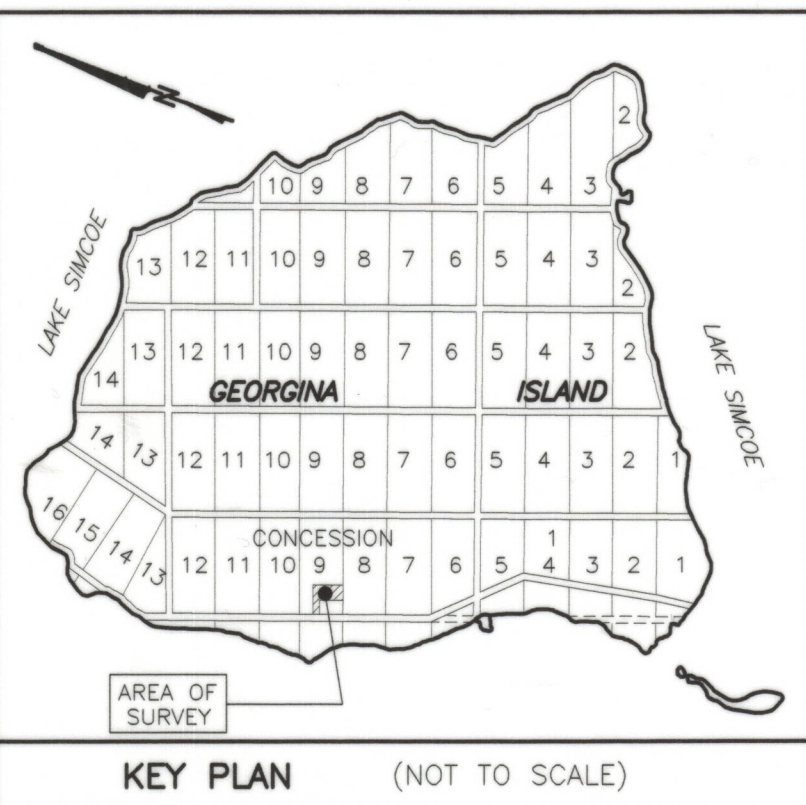 N
2
10 9 8 7 6 5 4 3
LAKE SIMCOE
13 12 11 10 9 8 7 6 5 4 3
2
13 12 11 10 9 8 7 6 5 4 3 2
14
GEORGINA ISLAND
LAKE SIMCOE
14 13 12 11 10 9 8 7 6 5 4 3 2 1
16 15 14 13
CONCESSION 1
12 11 10 9 8 7 6 5 4 3 2 1
AREA OF
SURVEY
KEY PLAN (NOT TO SCALE)